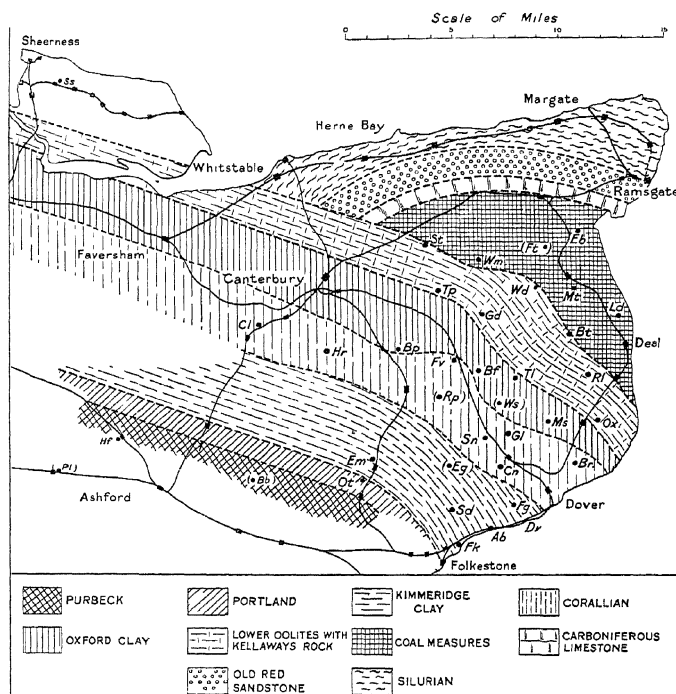 Scale of Miles
0 5 10 15
Sheerness
Ss
Margate
Herne Bay
Whitstable
Ramsgate
St
(Ft)
Eb
Faversham
Wm
Canterbury
Wd
Mt
Tp
Ld
Gd
Cl
Bt
Deal
Hr
Bp
Fv
Bf
Tl
Rl
(Rp)
(Ws)
Ms
Ox
Sn
Gl
Hf
Em
(Eg)
Cn
Br
Ot
(Bb)
Ashford
Sd
Fg
Dover
Ab
Dv
Fk
Folkestone
PURBECK
PORTLAND
KIMMERIDGE
CLAY
CORALLIAN
OXFORD CLAY
LOWER OOLITES WITH
KELLAWAYS ROCK
COAL MEASURES
CARBONIFEROUS
LIMESTONE
OLD RED
SANDSTONE
SILURIAN